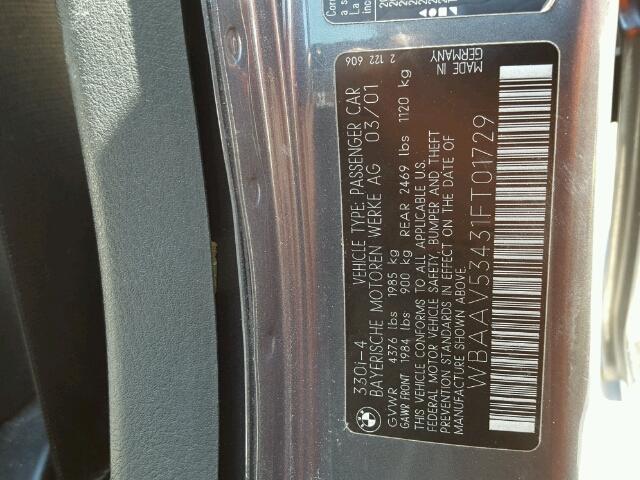 330i-4 VEHICLE TYPE: PASSENGER CAR
BAYERISCHE MOTOREN WERKE AG 03/01
GVWR 4376 lbs 1985 kg
GAWR FRONT 1984 lbs 900 kg REAR 2469 lbs 1120 kg
THIS VEHICLE CONFORMS TO ALL APPLICABLE U.S.
FEDERAL MOTOR VEHICLE SAFETY, BUMPER AND THEFT
PREVENTION STANDARDS IN EFFECT ON THE DATE OF
MANUFACTURE SHOWN ABOVE.
WBAAV53431FT01729
2 122 606
MADE IN
GERMANY